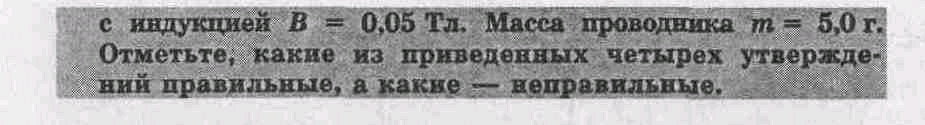 с индукцией B = 0,05 Тл. Масса проводника m = 5,0 г.
Отметьте, какие из приведенных четырех утвержде-
ний правильные, а какие — неправильные.